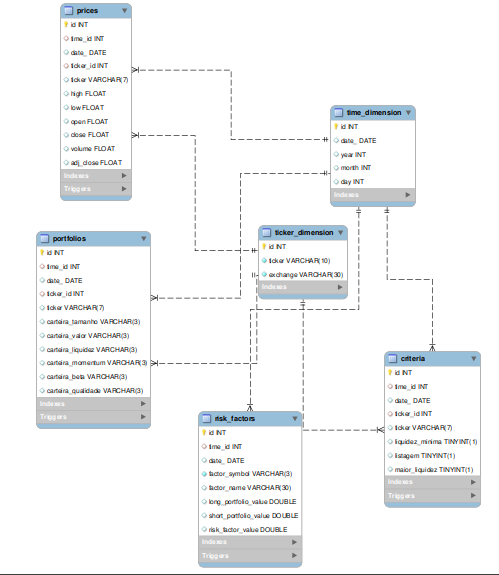 prices
id INT
time_id INT
date_ DATE
ticker_id INT
ticker VARCHAR(7)
high FLOAT
low FLOAT
open FLOAT
close FLOAT
volume FLOAT
adj_close FLOAT
Indexes
Triggers
time_dimension
id INT
date_ DATE
year INT
month INT
day INT
Indexes
ticker_dimension
id INT
ticker VARCHAR(10)
exchange VARCHAR(30)
Indexes
portfolios
id INT
time_id INT
date_ DATE
ticker_id INT
ticker VARCHAR(7)
carteira_tamanho VARCHAR(3)
carteira_valor VARCHAR(3)
carteira_liquidez VARCHAR(3)
carteira_momentum VARCHAR(3)
carteira_beta VARCHAR(3)
carteira_qualidade VARCHAR(3)
Indexes
Triggers
criteria
id INT
time_id INT
date_ DATE
ticker_id INT
ticker VARCHAR(7)
liquidez_minima TINYINT(1)
listagem TINYINT(1)
maior_liquidez TINYINT(1)
Indexes
Triggers
risk_factors
id INT
time_id INT
date_ DATE
factor_symbol VARCHAR(3)
factor_name VARCHAR(30)
long_portfolio_value DOUBLE
short_portfolio_value DOUBLE
risk_factor_value DOUBLE
Indexes
Triggers